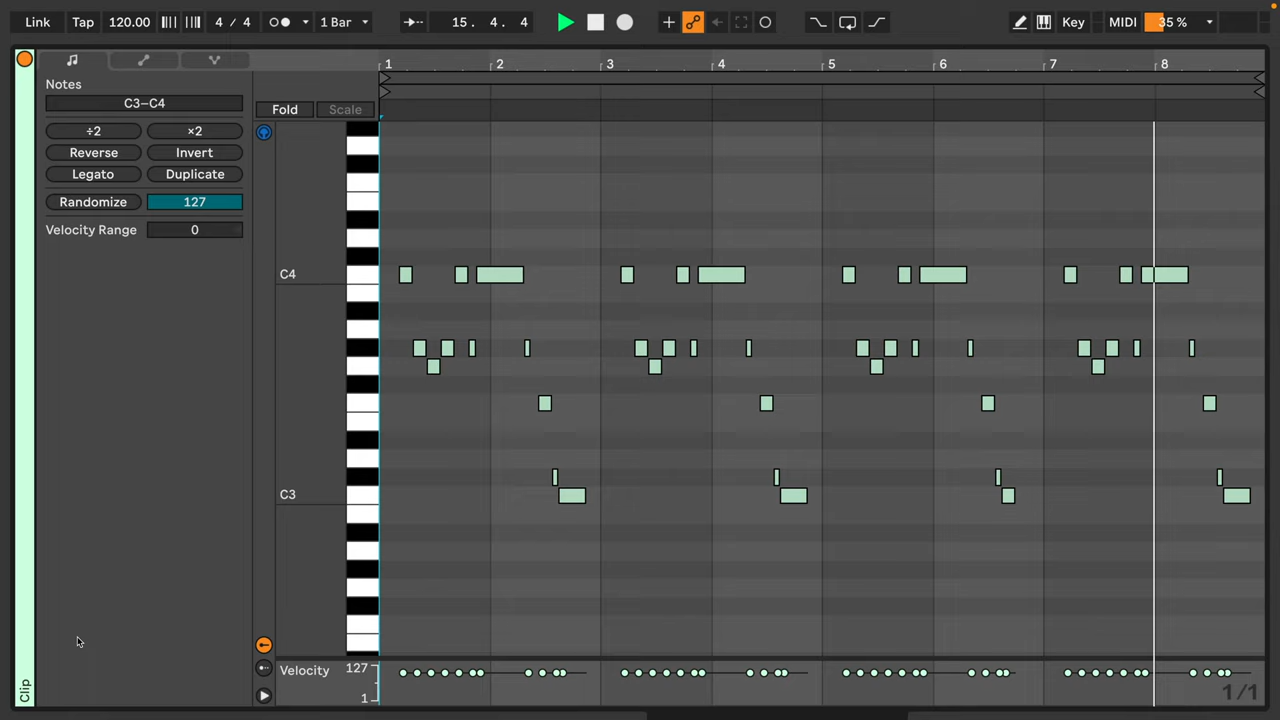 Link Tap 120.00 4 / 4 1 Bar 15. 4. 4 Key MIDI 35 %
1 2 3 4 5 6 7 8
Notes
C3–C4
Fold Scale
÷2 ×2
Reverse Invert
Legato Duplicate
Randomize 127
Velocity Range 0
C4
C3
Velocity 127
1
1/1
Clip